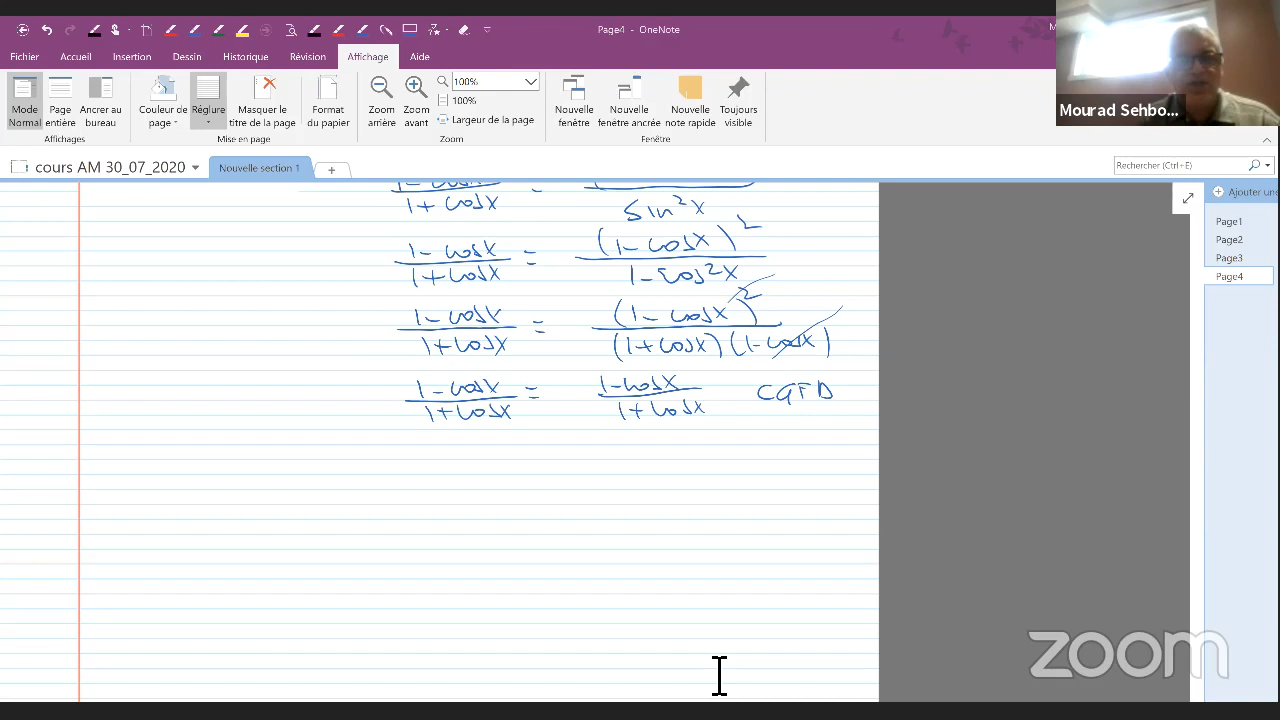 Page4 - OneNote
Fichier Accueil Insertion Dessin Historique Révision Affichage Aide
Mode Normal
Page entière
Ancrer au bureau
Couleur de page
Réglure
Masquer le titre de la page
Format du papier
Zoom arrière
Zoom avant
100%
100%
Largeur de la page
Nouvelle fenêtre
Nouvelle fenêtre ancrée
Nouvelle note rapide
Toujours visible
Affichages
Mise en page
Zoom
Fenêtre
Mourad Sehbo...
cours AM 30_07_2020
Nouvelle section 1
Rechercher (Ctrl+E)
Ajouter une
Page1
Page2
Page3
Page4
1 + cosx = sin²x
1 - cosx / 1 + cosx = (1 - cosx)² / 1 - cos²x
1 - cosx / 1 + cosx = (1 - cosx)² / (1 + cosx)(1 - cosx)
1 - cosx / 1 + cosx = 1 - cosx / 1 + cosx CQFD
zoom